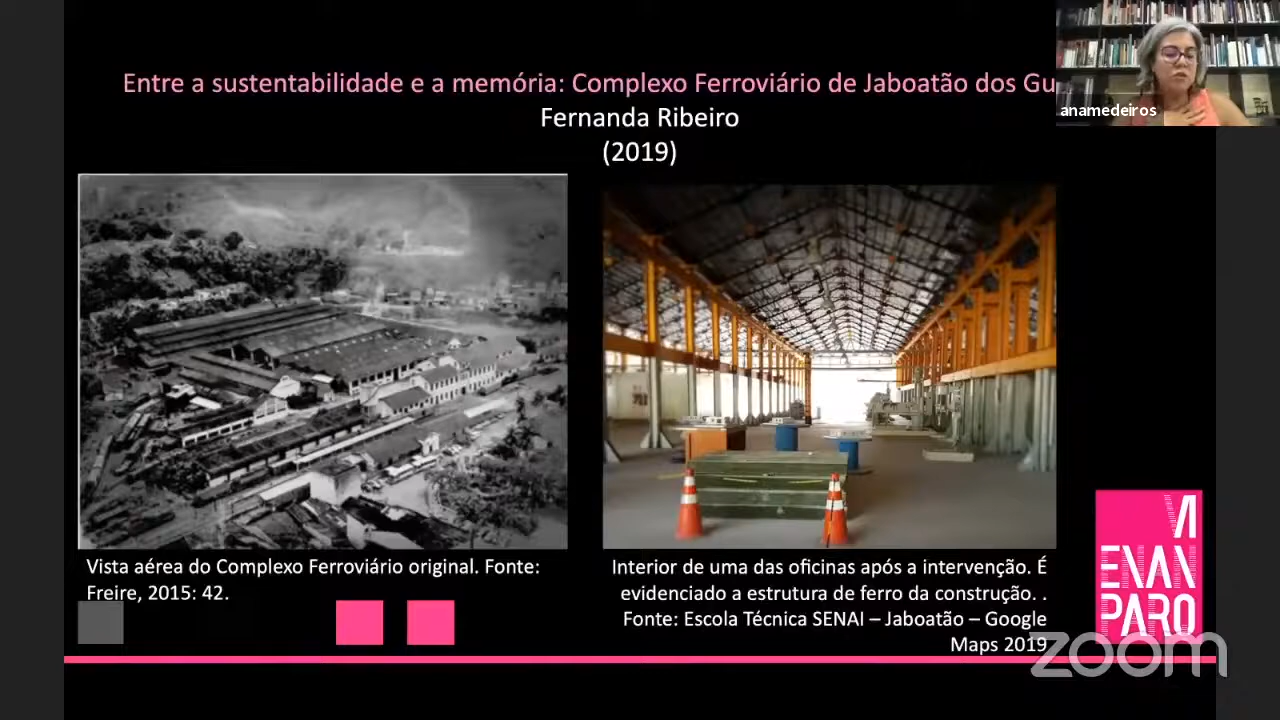 Entre a sustentabilidade e a memória: Complexo Ferroviário de Jaboatão dos Gu
Fernanda Ribeiro
(2019)
anamedeiros
Vista aérea do Complexo Ferroviário original. Fonte:
Freire, 2015: 42.
Interior de uma das oficinas após a intervenção. É
evidenciado a estrutura de ferro da construção. .
Fonte: Escola Técnica SENAI – Jaboatão – Google
Maps 2019
VI
ENAN
PARQ
zoom